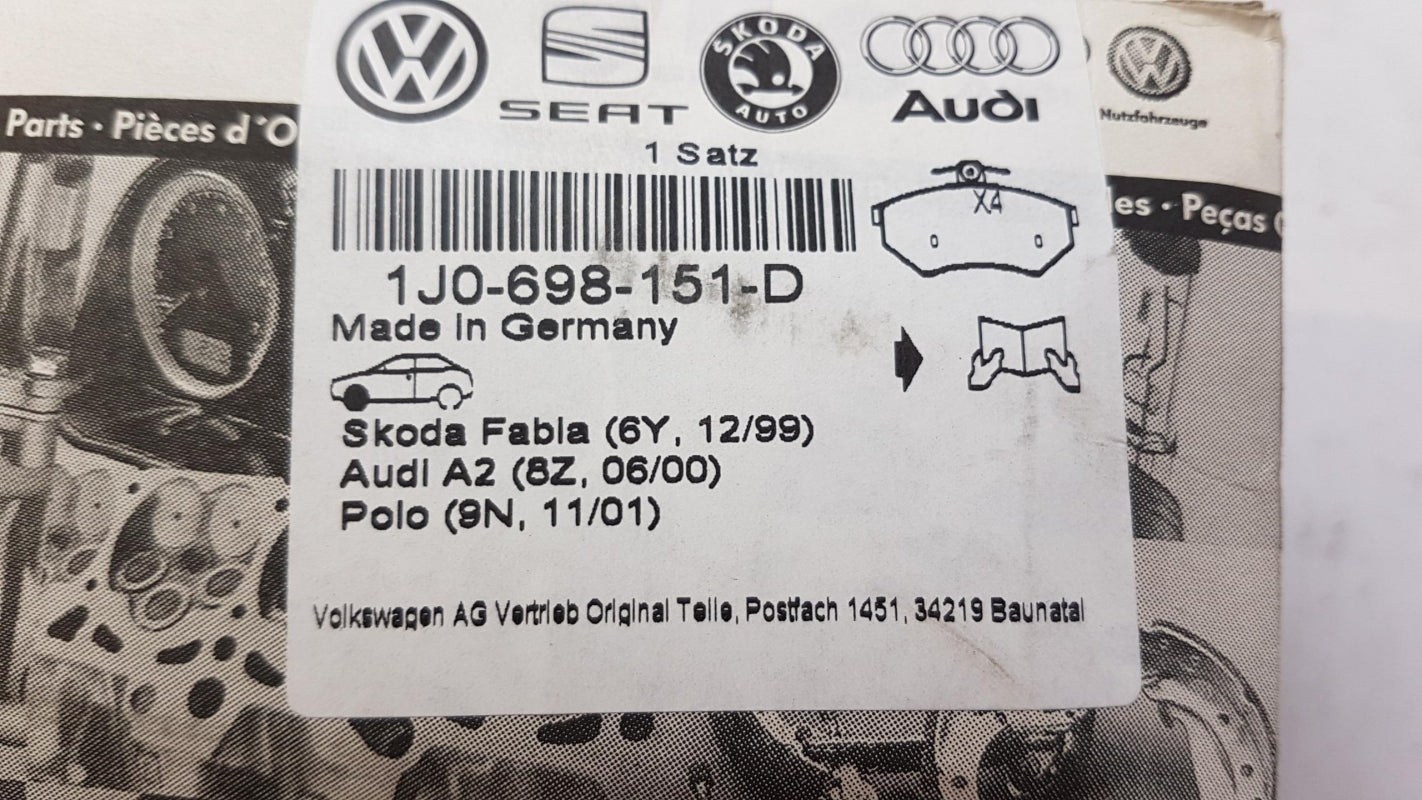 SEAT
SKODA
AUTO
Audi
Nutzfahrzeuge
Parts · Pièces d'O
1 Satz
X4
es · Peças
1J0-698-151-D
Made in Germany
Skoda Fabia (6Y, 12/99)
Audi A2 (8Z, 06/00)
Polo (9N, 11/01)
Volkswagen AG Vertrieb Original Teile, Postfach 1451, 34219 Baunatal